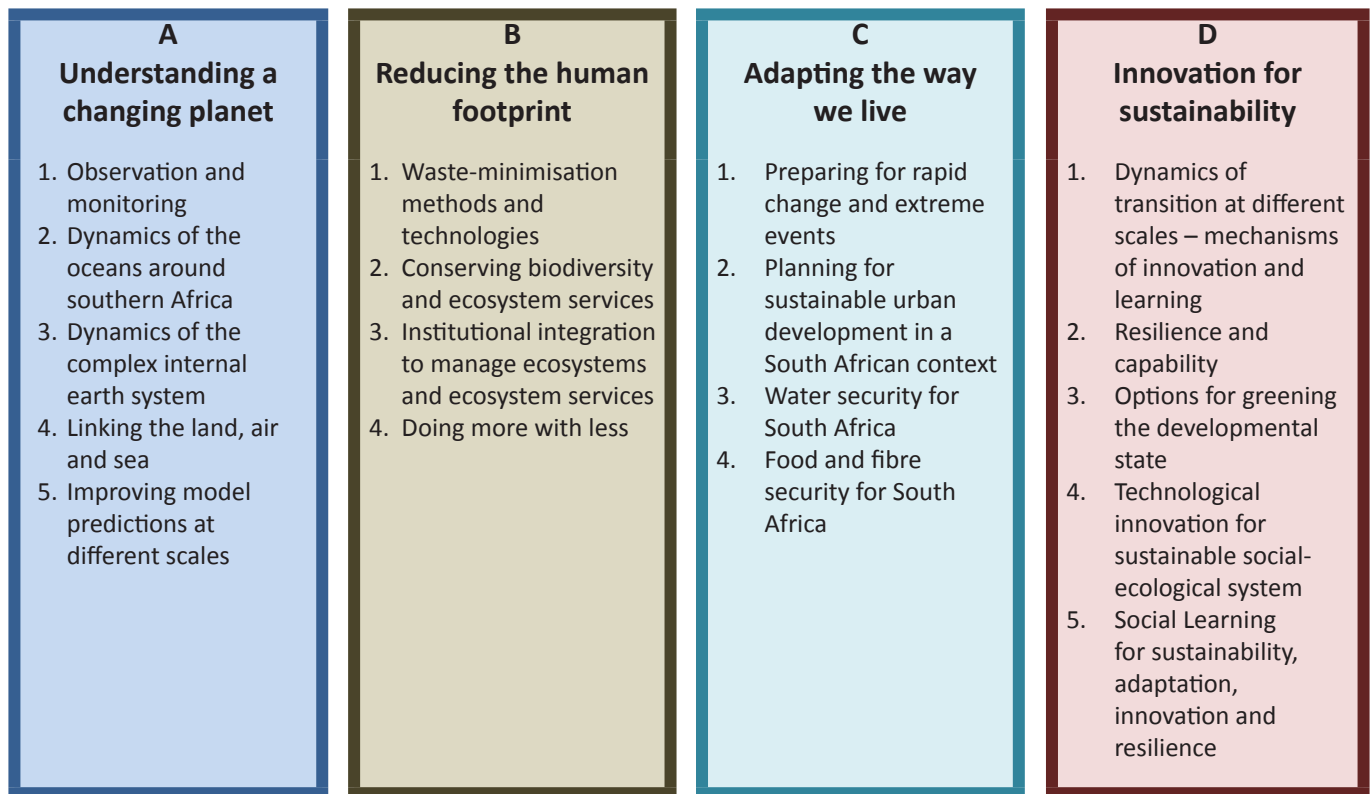 A
Understanding a
changing planet
1. Observation and
monitoring
2. Dynamics of the
oceans around
southern Africa
3. Dynamics of the
complex internal
earth system
4. Linking the land, air
and sea
5. Improving model
predictions at
different scales
B
Reducing the human
footprint
1. Waste-minimisation
methods and
technologies
2. Conserving biodiversity
and ecosystem services
3. Institutional integration
to manage ecosystems
and ecosystem services
4. Doing more with less
C
Adapting the way
we live
1. Preparing for rapid
change and extreme
events
2. Planning for
sustainable urban
development in a
South African context
3. Water security for
South Africa
4. Food and fibre
security for South
Africa
D
Innovation for
sustainability
1. Dynamics of
transition at different
scales – mechanisms
of innovation and
learning
2. Resilience and
capability
3. Options for greening
the developmental
state
4. Technological
innovation for
sustainable social-
ecological system
5. Social Learning
for sustainability,
adaptation,
innovation and
resilience